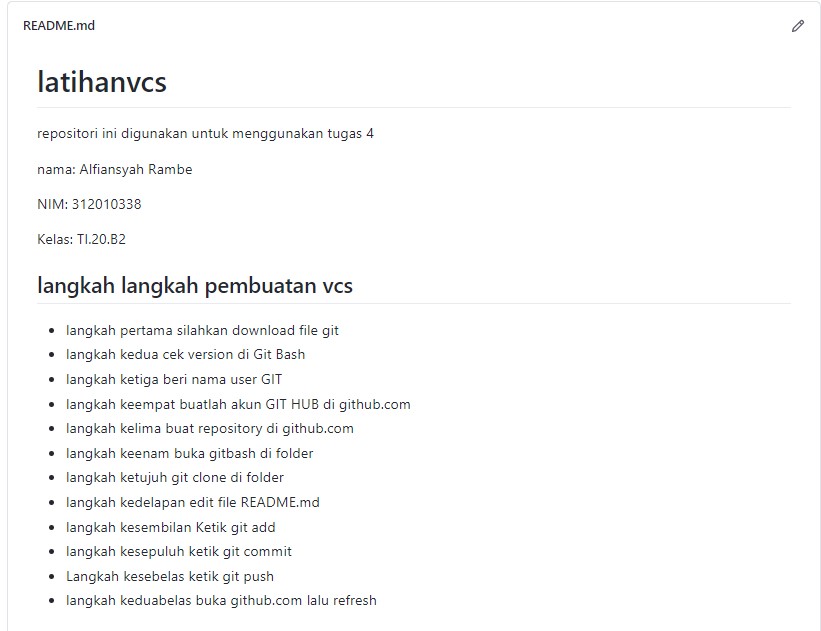 README.md
latihanvcs
repositori ini digunakan untuk menggunakan tugas 4
nama: Alfiansyah Rambe
NIM: 312010338
Kelas: TI.20.B2
langkah langkah pembuatan vcs
langkah pertama silahkan download file git
langkah kedua cek version di Git Bash
langkah ketiga beri nama user GIT
langkah keempat buatlah akun GIT HUB di github.com
langkah kelima buat repository di github.com
langkah keenam buka gitbash di folder
langkah ketujuh git clone di folder
langkah kedelapan edit file README.md
langkah kesembilan Ketik git add
langkah kesepuluh ketik git commit
Langkah kesebelas ketik git push
langkah keduabelas buka github.com lalu refresh